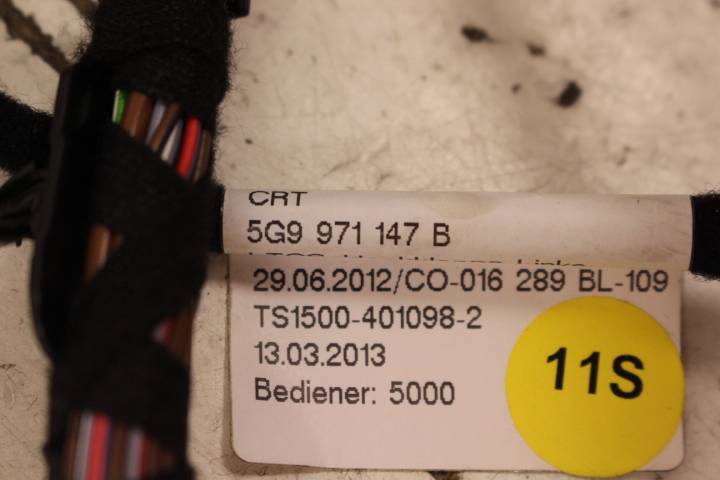 CRT
5G9 971 147 B
29.06.2012/CO-016 289 BL-109
TS1500-401098-2
13.03.2013
Bediener: 5000
11S